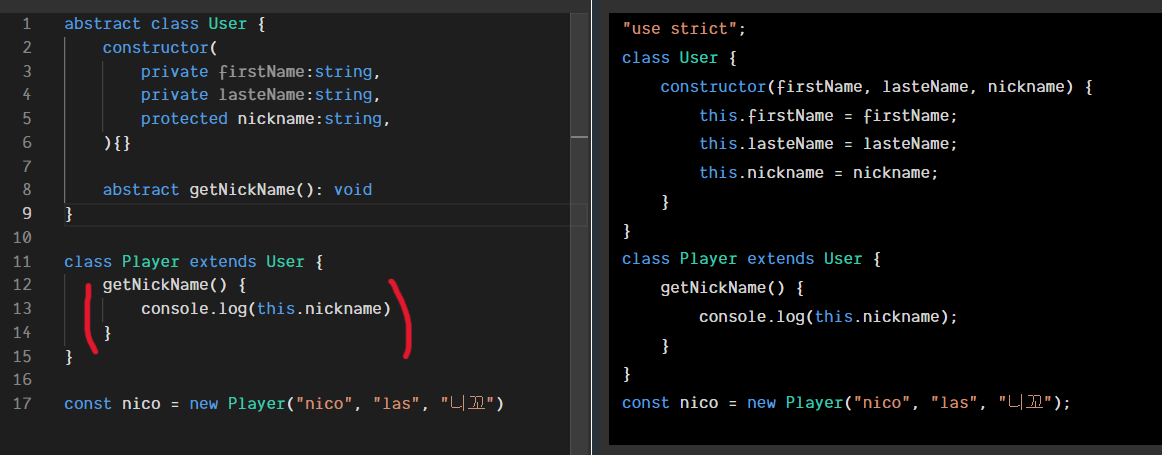 1 abstract class User {
2 constructor(
3 private firstName:string,
4 private lasteName:string,
5 protected nickname:string,
6 ){}
7
8 abstract getNickName(): void
9 }
10
11 class Player extends User {
12 getNickName() {
13 console.log(this.nickname)
14 }
15 }
16
17 const nico = new Player("nico", "las", "니꼬")
"use strict";
class User {
constructor(firstName, lasteName, nickname) {
this.firstName = firstName;
this.lasteName = lasteName;
this.nickname = nickname;
}
}
class Player extends User {
getNickName() {
console.log(this.nickname);
}
}
const nico = new Player("nico", "las", "니꼬");